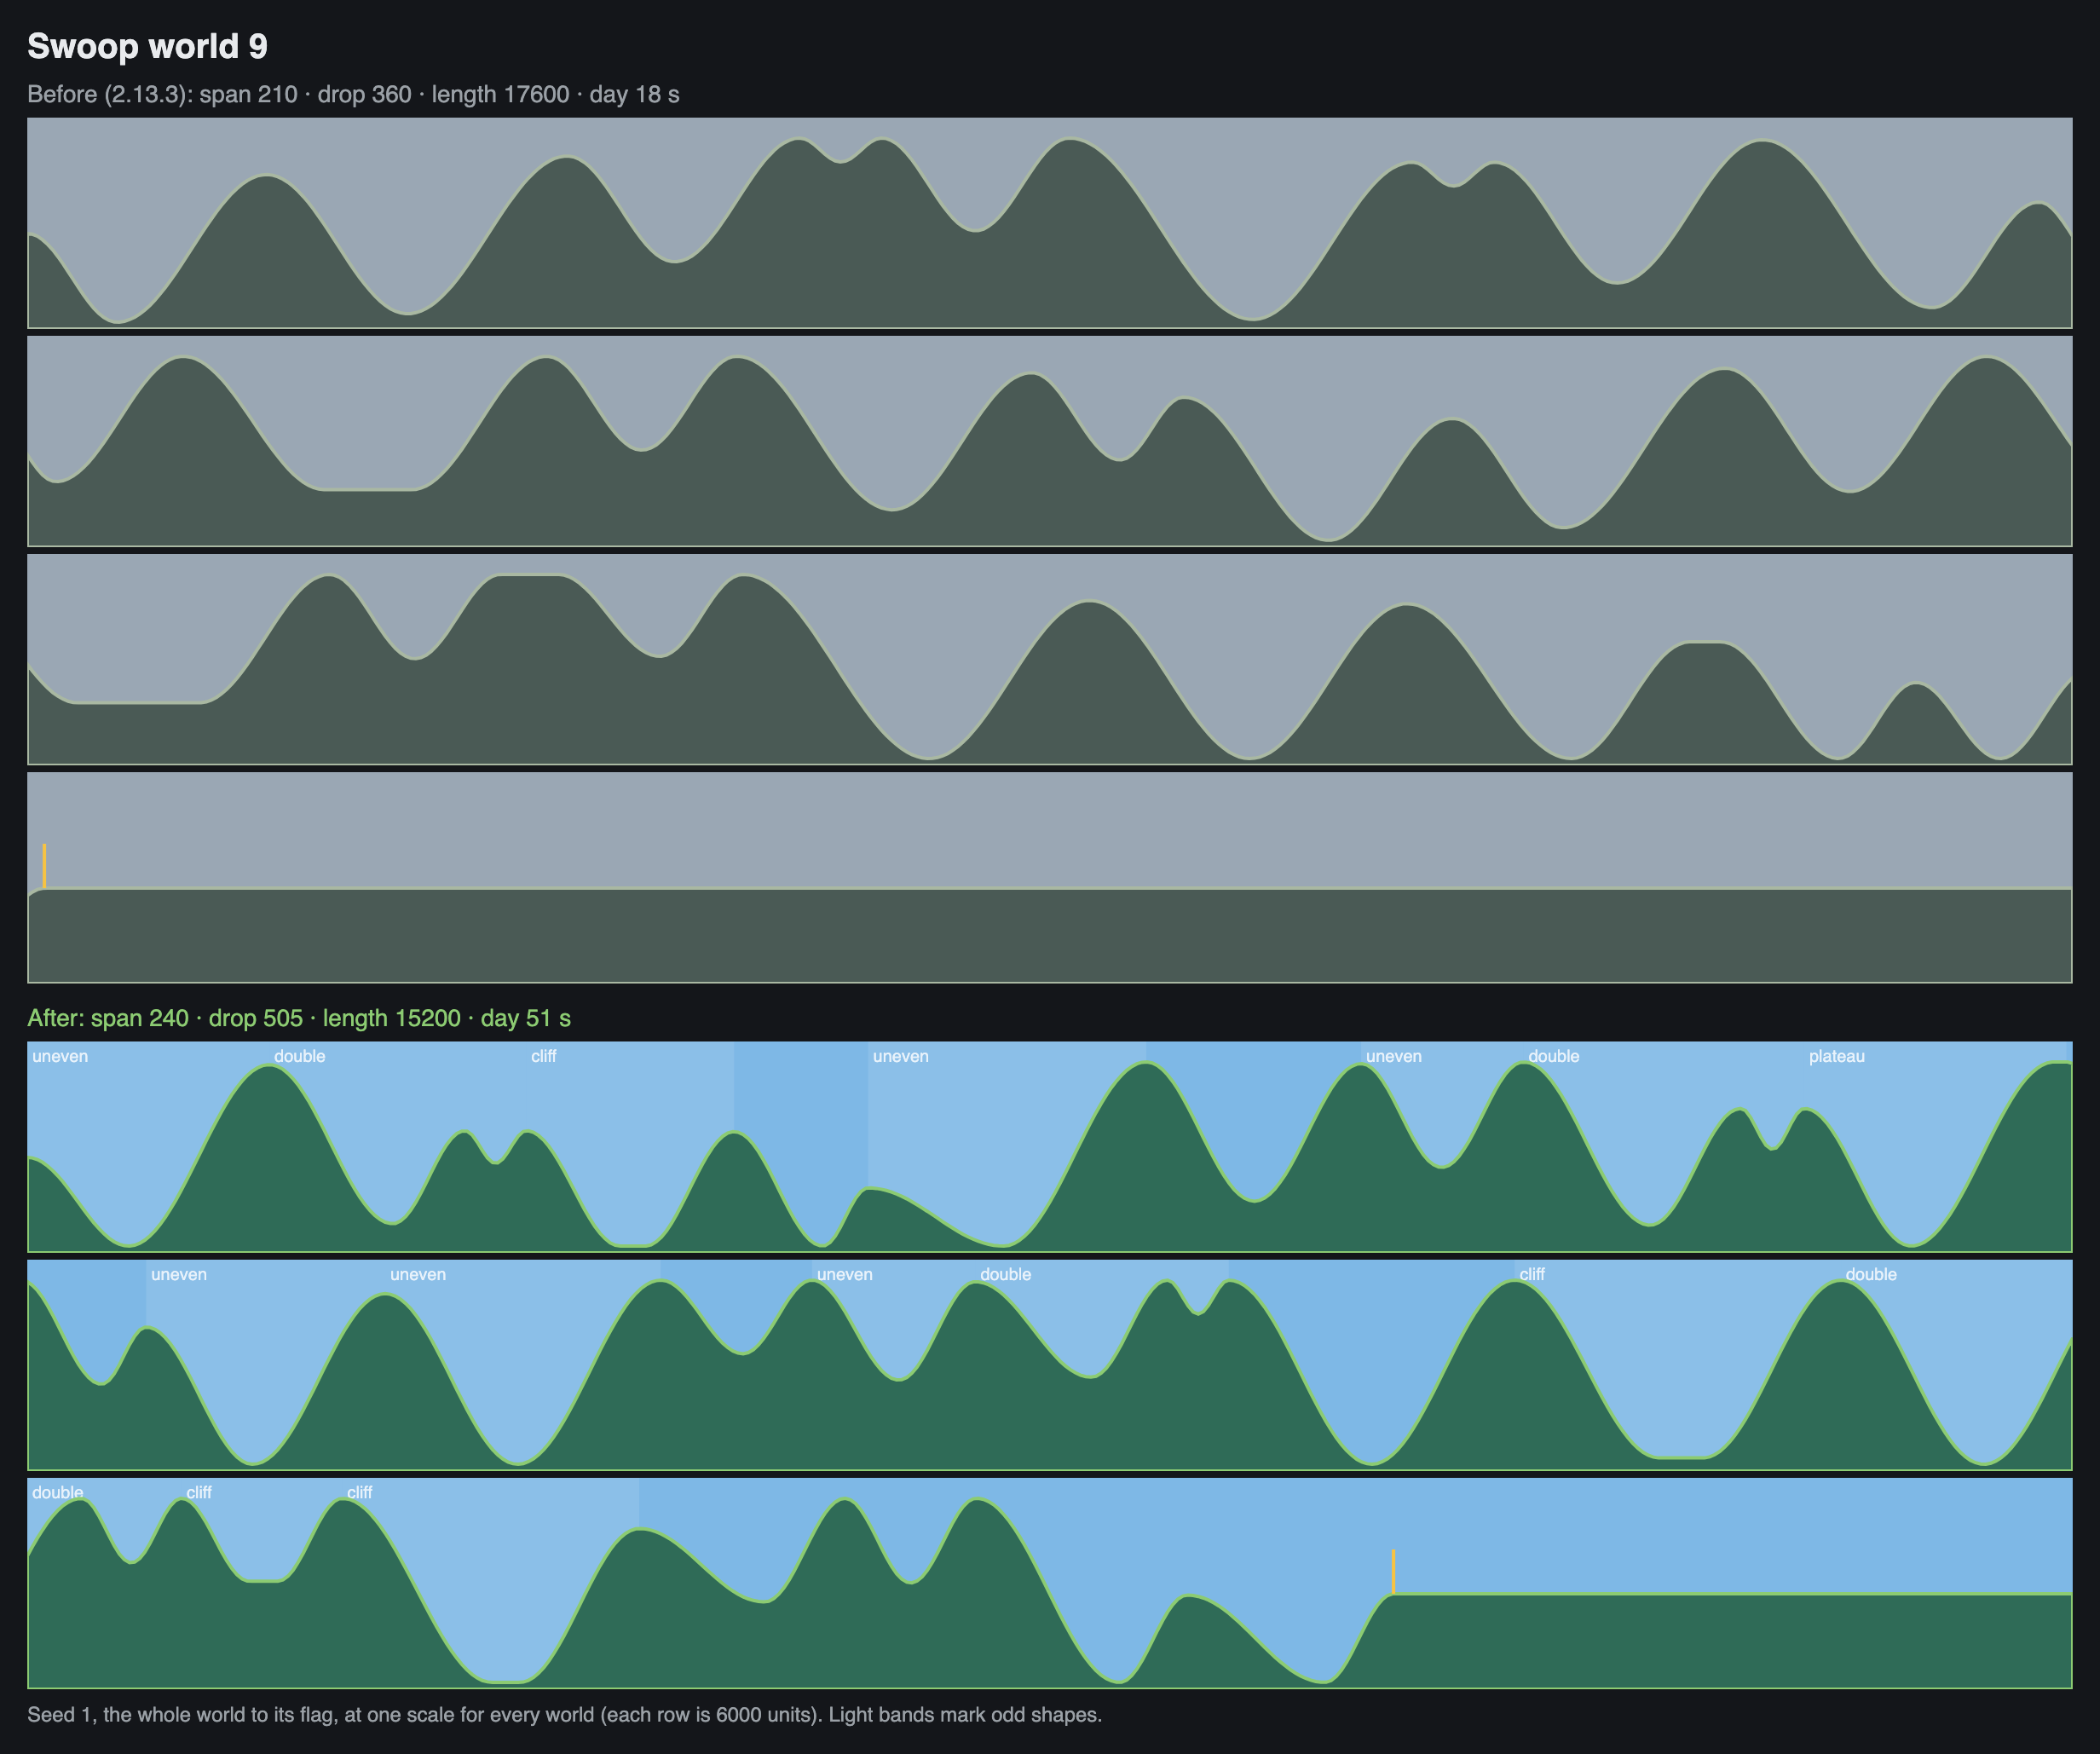 Swoop world 9
Before (2.13.3): span 210 · drop 360 · length 17600 · day 18 s
After: span 240 · drop 505 · length 15200 · day 51 s
uneven double cliff uneven uneven double plateau
uneven uneven uneven double cliff double
double cliff cliff
Seed 1, the whole world to its flag, at one scale for every world (each row is 6000 units). Light bands mark odd shapes.